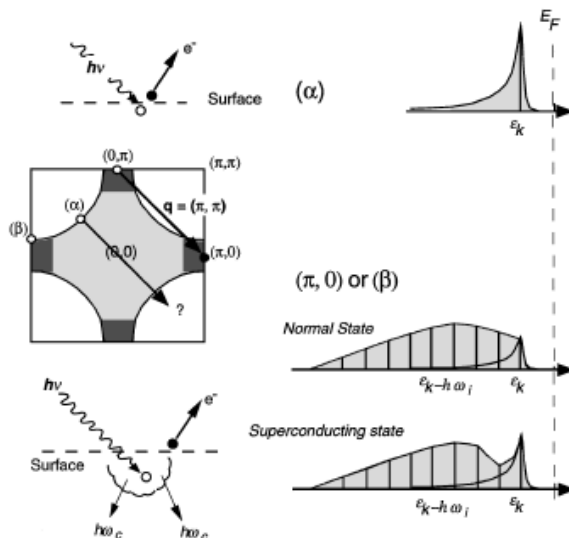 hν
e⁻
Surface
(α)
E_F
ε_k
(0,π)
(π,π)
(α)
q = (π, π)
(β)
(0,0)
(π,0)
?
(π, 0) or (β)
Normal State
ε_k–hω_i
ε_k
hν
e⁻
Surface
hω_c
hω_c
Superconducting state
ε_k–hω_i
ε_k